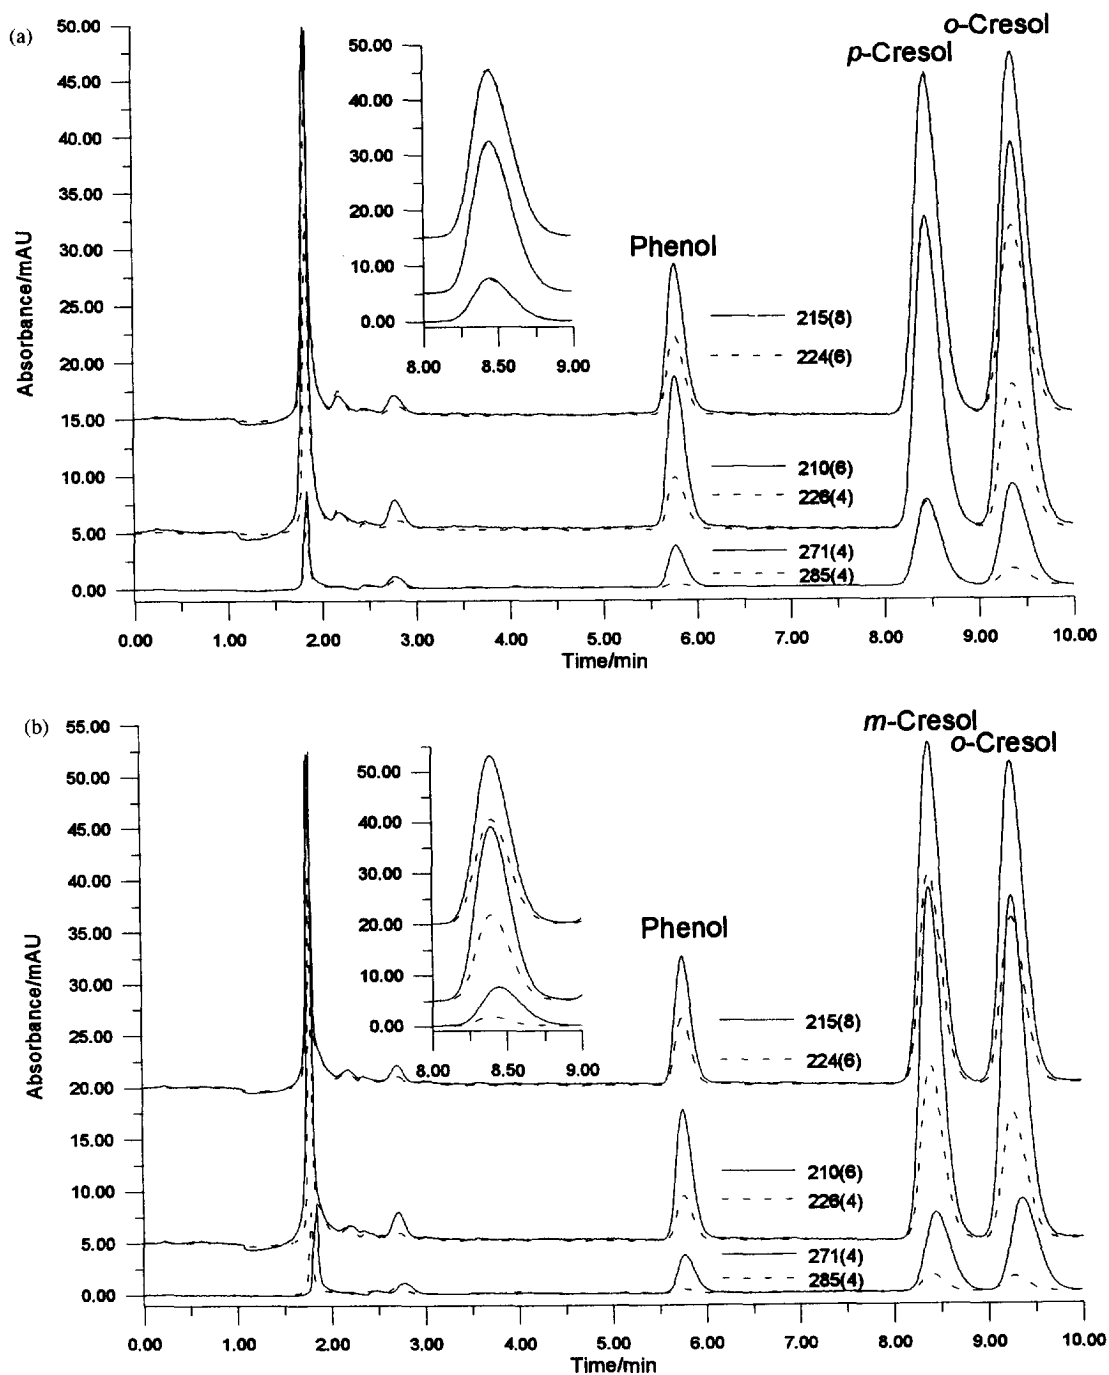 (a)
o-Cresol
p-Cresol
50.00
45.00
40.00
35.00
30.00
25.00
20.00
15.00
10.00
5.00
0.00
Absorbance/mAU
50.00
40.00
30.00
20.00
10.00
0.00
8.00 8.50 9.00
Phenol
215(8)
224(6)
210(6)
226(4)
271(4)
285(4)
0.00 1.00 2.00 3.00 4.00 5.00 6.00 7.00 8.00 9.00 10.00
Time/min
(b)
m-Cresol
o-Cresol
55.00
50.00
45.00
40.00
35.00
30.00
25.00
20.00
15.00
10.00
5.00
0.00
Absorbance/mAU
50.00
40.00
30.00
20.00
10.00
0.00
8.00 8.50 9.00
Phenol
215(8)
224(6)
210(6)
226(4)
271(4)
285(4)
0.00 1.00 2.00 3.00 4.00 5.00 6.00 7.00 8.00 9.00 10.00
Time/min